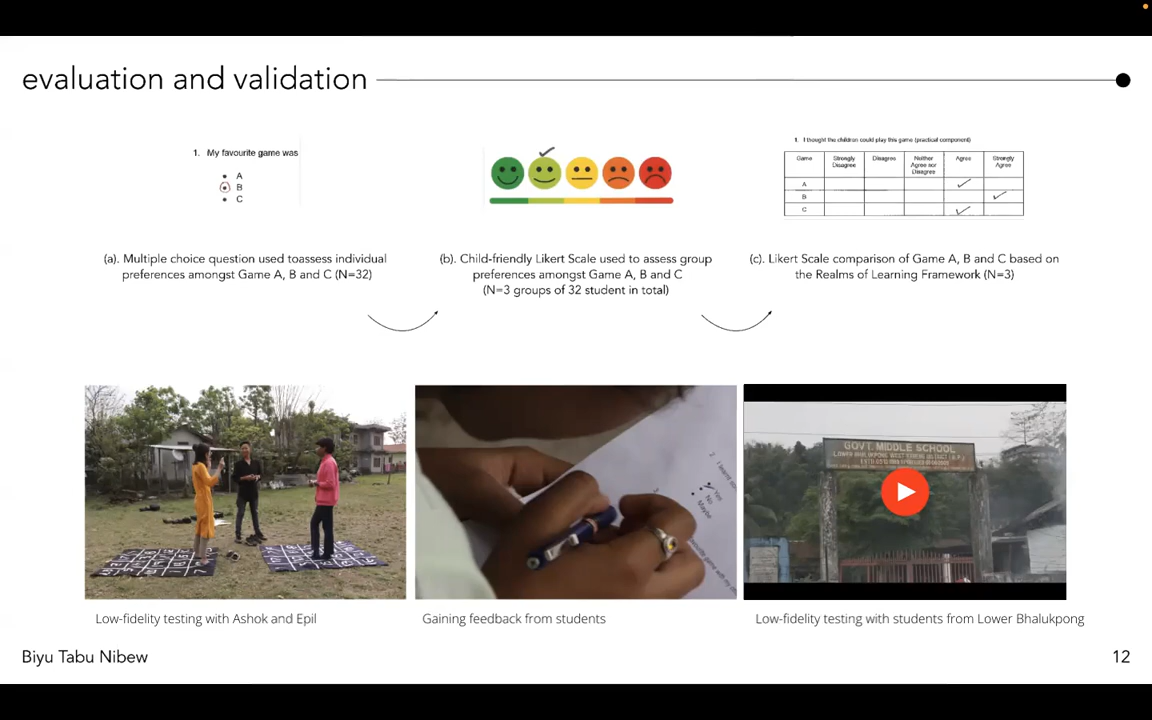 evaluation and validation
1. My favourite game was
A
B
C
1. I thought the children could play this game (practical component)
Game Strongly Disagree Disagree Neither Agree nor Disagree Agree Strongly Agree
A
B
C
(a). Multiple choice question used toassess individual
preferences amongst Game A, B and C (N=32)
(b). Child-friendly Likert Scale used to assess group
preferences amongst Game A, B and C
(N=3 groups of 32 student in total)
(c). Likert Scale comparison of Game A, B and C based on
the Realms of Learning Framework (N=3)
2. I learnt
Yes
No
Maybe
GOVT. MIDDLE SCHOOL
Low-fidelity testing with Ashok and Epil
Gaining feedback from students
Low-fidelity testing with students from Lower Bhalukpong
Biyu Tabu Nibew
12